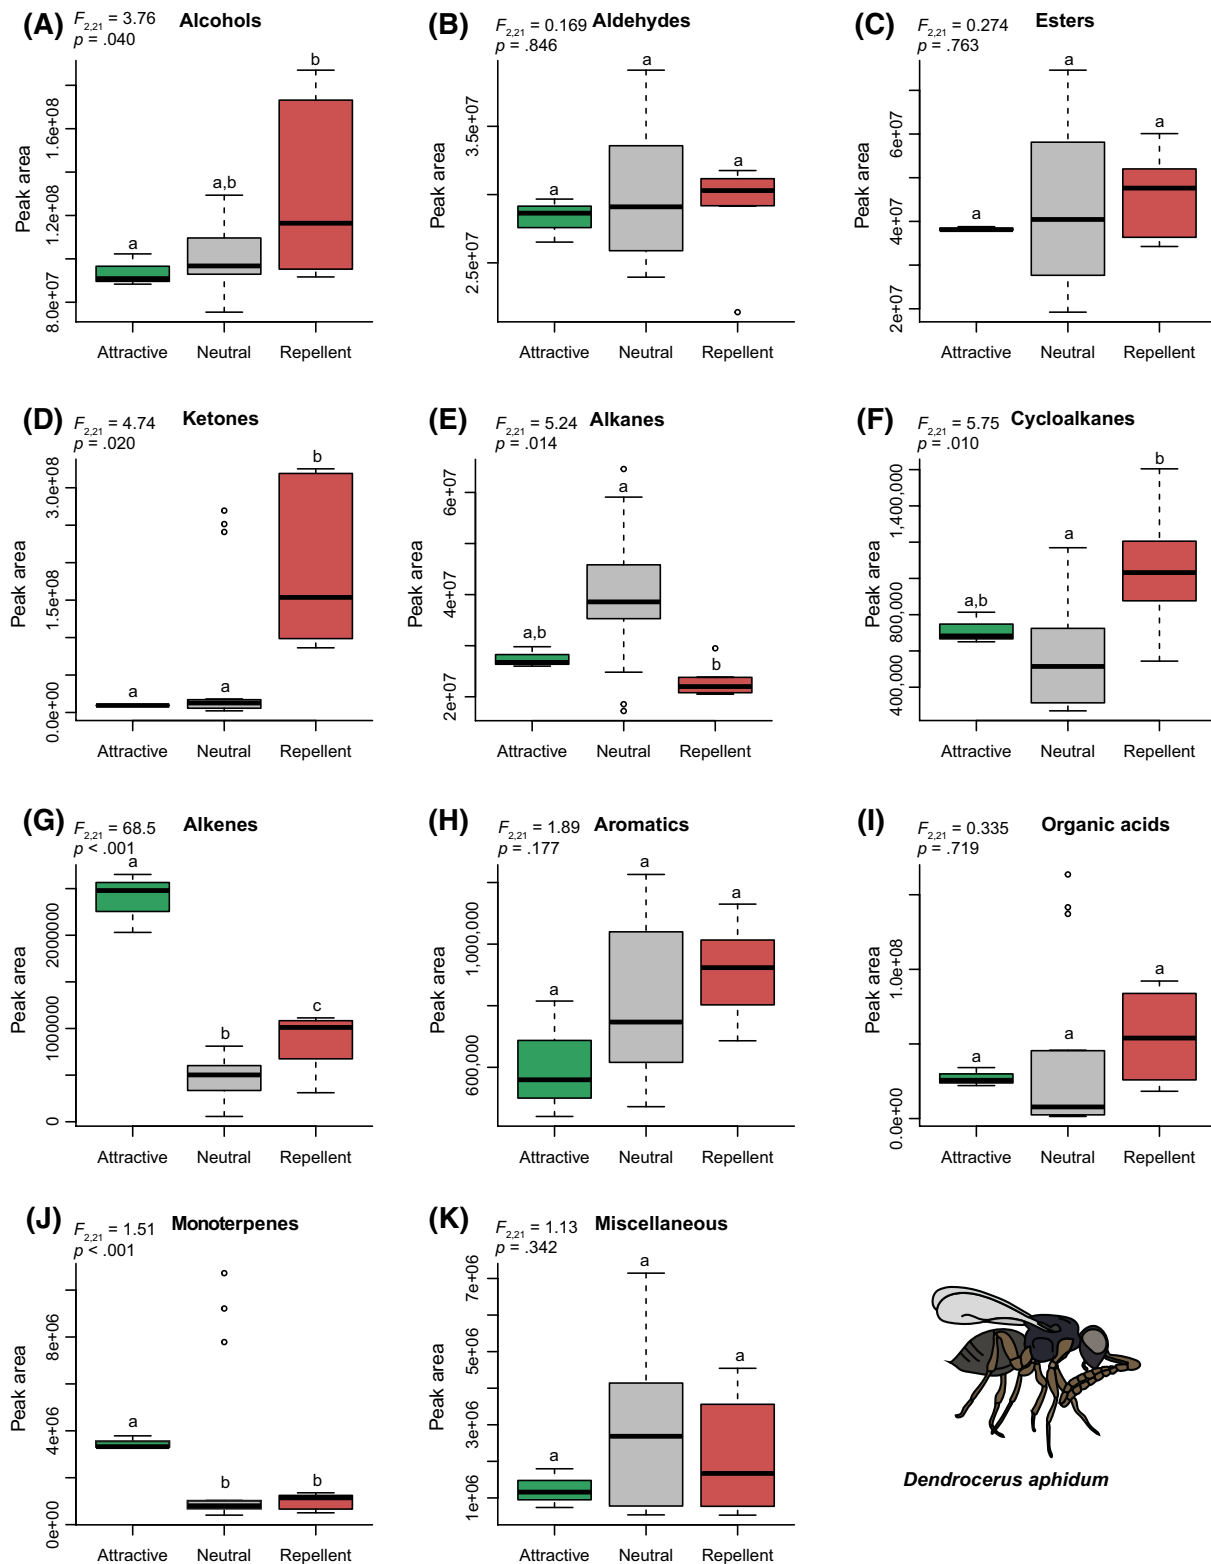 (A) F2,21 = 3.76 Alcohols
p = .040
Peak area
8.0e+07 1.2e+08 1.6e+08
a a,b b
Attractive Neutral Repellent
(B) F2,21 = 0.169 Aldehydes
p = .846
Peak area
2.5e+07 3.5e+07
a a a
Attractive Neutral Repellent
(C) F2,21 = 0.274 Esters
p = .763
Peak area
2e+07 4e+07 6e+07
a a a
Attractive Neutral Repellent
(D) F2,21 = 4.74 Ketones
p = .020
Peak area
0.0e+00 1.5e+08 3.0e+08
a a b
Attractive Neutral Repellent
(E) F2,21 = 5.24 Alkanes
p = .014
Peak area
2e+07 4e+07 6e+07
a,b a b
Attractive Neutral Repellent
(F) F2,21 = 5.75 Cycloalkanes
p = .010
Peak area
400,000 800,000 1,400,000
a,b a b
Attractive Neutral Repellent
(G) F2,21 = 68.5 Alkenes
p < .001
Peak area
0 1000000 2000000
a b c
Attractive Neutral Repellent
(H) F2,21 = 1.89 Aromatics
p = .177
Peak area
600,000 1,000,000
a a a
Attractive Neutral Repellent
(I) F2,21 = 0.335 Organic acids
p = .719
Peak area
0.0e+00 1.0e+08
a a a
Attractive Neutral Repellent
(J) F2,21 = 1.51 Monoterpenes
p < .001
Peak area
0e+00 4e+06 8e+06
a b b
Attractive Neutral Repellent
(K) F2,21 = 1.13 Miscellaneous
p = .342
Peak area
1e+06 3e+06 5e+06 7e+06
a a a
Attractive Neutral Repellent
Dendrocerus aphidum